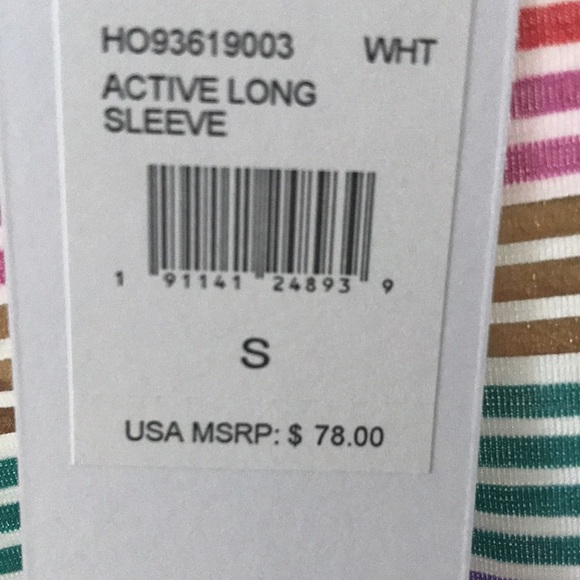 HO93619003 WHT
ACTIVE LONG
SLEEVE
1 91141 24893 9
S
USA MSRP: $ 78.00